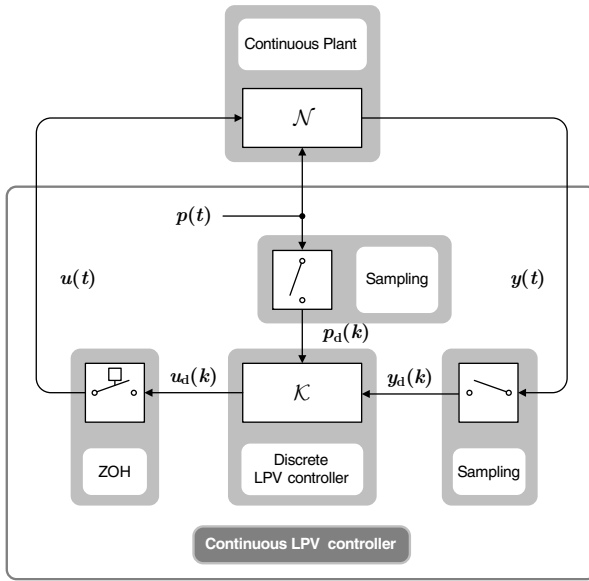 Continuous Plant
𝒩
p(t)
u(t)
Sampling
y(t)
p_d(k)
u_d(k)
𝒦
y_d(k)
ZOH
Discrete
LPV controller
Sampling
Continuous LPV controller